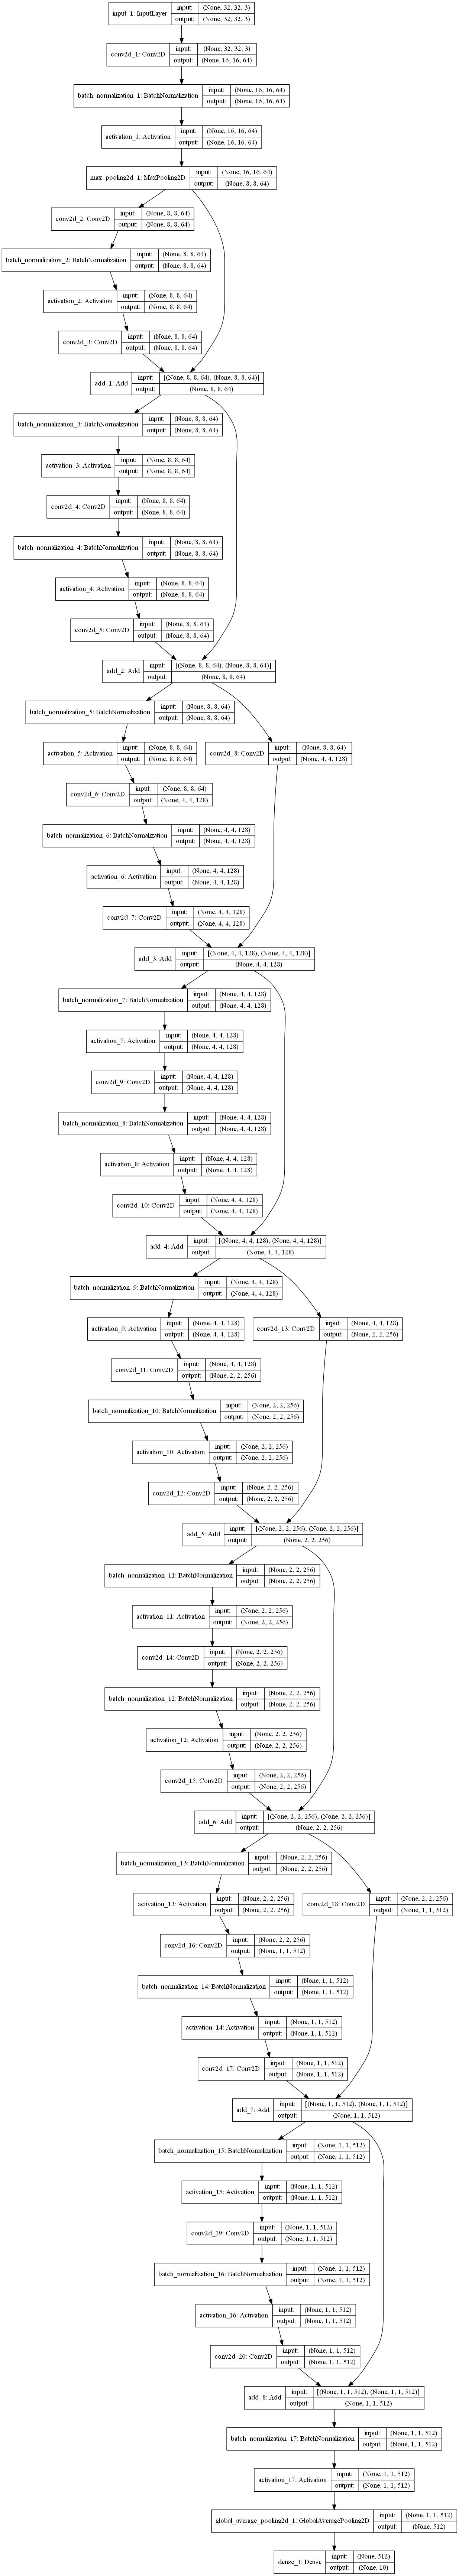 input_1: InputLayer input: (None, 32, 32, 3)
output: (None, 32, 32, 3)
conv2d_1: Conv2D input: (None, 32, 32, 3)
output: (None, 16, 16, 64)
batch_normalization_1: BatchNormalization input: (None, 16, 16, 64)
output: (None, 16, 16, 64)
activation_1: Activation input: (None, 16, 16, 64)
output: (None, 16, 16, 64)
max_pooling2d_1: MaxPooling2D input: (None, 16, 16, 64)
output: (None, 8, 8, 64)
conv2d_2: Conv2D input: (None, 8, 8, 64)
output: (None, 8, 8, 64)
batch_normalization_2: BatchNormalization input: (None, 8, 8, 64)
output: (None, 8, 8, 64)
activation_2: Activation input: (None, 8, 8, 64)
output: (None, 8, 8, 64)
conv2d_3: Conv2D input: (None, 8, 8, 64)
output: (None, 8, 8, 64)
add_1: Add input: [(None, 8, 8, 64), (None, 8, 8, 64)]
output: (None, 8, 8, 64)
batch_normalization_3: BatchNormalization input: (None, 8, 8, 64)
output: (None, 8, 8, 64)
activation_3: Activation input: (None, 8, 8, 64)
output: (None, 8, 8, 64)
conv2d_4: Conv2D input: (None, 8, 8, 64)
output: (None, 8, 8, 64)
batch_normalization_4: BatchNormalization input: (None, 8, 8, 64)
output: (None, 8, 8, 64)
activation_4: Activation input: (None, 8, 8, 64)
output: (None, 8, 8, 64)
conv2d_5: Conv2D input: (None, 8, 8, 64)
output: (None, 8, 8, 64)
add_2: Add input: [(None, 8, 8, 64), (None, 8, 8, 64)]
output: (None, 8, 8, 64)
batch_normalization_5: BatchNormalization input: (None, 8, 8, 64)
output: (None, 8, 8, 64)
activation_5: Activation input: (None, 8, 8, 64)
output: (None, 8, 8, 64)
conv2d_8: Conv2D input: (None, 8, 8, 64)
output: (None, 4, 4, 128)
conv2d_6: Conv2D input: (None, 8, 8, 64)
output: (None, 4, 4, 128)
batch_normalization_6: BatchNormalization input: (None, 4, 4, 128)
output: (None, 4, 4, 128)
activation_6: Activation input: (None, 4, 4, 128)
output: (None, 4, 4, 128)
conv2d_7: Conv2D input: (None, 4, 4, 128)
output: (None, 4, 4, 128)
add_3: Add input: [(None, 4, 4, 128), (None, 4, 4, 128)]
output: (None, 4, 4, 128)
batch_normalization_7: BatchNormalization input: (None, 4, 4, 128)
output: (None, 4, 4, 128)
activation_7: Activation input: (None, 4, 4, 128)
output: (None, 4, 4, 128)
conv2d_9: Conv2D input: (None, 4, 4, 128)
output: (None, 4, 4, 128)
batch_normalization_8: BatchNormalization input: (None, 4, 4, 128)
output: (None, 4, 4, 128)
activation_8: Activation input: (None, 4, 4, 128)
output: (None, 4, 4, 128)
conv2d_10: Conv2D input: (None, 4, 4, 128)
output: (None, 4, 4, 128)
add_4: Add input: [(None, 4, 4, 128), (None, 4, 4, 128)]
output: (None, 4, 4, 128)
batch_normalization_9: BatchNormalization input: (None, 4, 4, 128)
output: (None, 4, 4, 128)
activation_9: Activation input: (None, 4, 4, 128)
output: (None, 4, 4, 128)
conv2d_13: Conv2D input: (None, 4, 4, 128)
output: (None, 2, 2, 256)
conv2d_11: Conv2D input: (None, 4, 4, 128)
output: (None, 2, 2, 256)
batch_normalization_10: BatchNormalization input: (None, 2, 2, 256)
output: (None, 2, 2, 256)
activation_10: Activation input: (None, 2, 2, 256)
output: (None, 2, 2, 256)
conv2d_12: Conv2D input: (None, 2, 2, 256)
output: (None, 2, 2, 256)
add_5: Add input: [(None, 2, 2, 256), (None, 2, 2, 256)]
output: (None, 2, 2, 256)
batch_normalization_11: BatchNormalization input: (None, 2, 2, 256)
output: (None, 2, 2, 256)
activation_11: Activation input: (None, 2, 2, 256)
output: (None, 2, 2, 256)
conv2d_14: Conv2D input: (None, 2, 2, 256)
output: (None, 2, 2, 256)
batch_normalization_12: BatchNormalization input: (None, 2, 2, 256)
output: (None, 2, 2, 256)
activation_12: Activation input: (None, 2, 2, 256)
output: (None, 2, 2, 256)
conv2d_15: Conv2D input: (None, 2, 2, 256)
output: (None, 2, 2, 256)
add_6: Add input: [(None, 2, 2, 256), (None, 2, 2, 256)]
output: (None, 2, 2, 256)
batch_normalization_13: BatchNormalization input: (None, 2, 2, 256)
output: (None, 2, 2, 256)
activation_13: Activation input: (None, 2, 2, 256)
output: (None, 2, 2, 256)
conv2d_18: Conv2D input: (None, 2, 2, 256)
output: (None, 1, 1, 512)
conv2d_16: Conv2D input: (None, 2, 2, 256)
output: (None, 1, 1, 512)
batch_normalization_14: BatchNormalization input: (None, 1, 1, 512)
output: (None, 1, 1, 512)
activation_14: Activation input: (None, 1, 1, 512)
output: (None, 1, 1, 512)
conv2d_17: Conv2D input: (None, 1, 1, 512)
output: (None, 1, 1, 512)
add_7: Add input: [(None, 1, 1, 512), (None, 1, 1, 512)]
output: (None, 1, 1, 512)
batch_normalization_15: BatchNormalization input: (None, 1, 1, 512)
output: (None, 1, 1, 512)
activation_15: Activation input: (None, 1, 1, 512)
output: (None, 1, 1, 512)
conv2d_19: Conv2D input: (None, 1, 1, 512)
output: (None, 1, 1, 512)
batch_normalization_16: BatchNormalization input: (None, 1, 1, 512)
output: (None, 1, 1, 512)
activation_16: Activation input: (None, 1, 1, 512)
output: (None, 1, 1, 512)
conv2d_20: Conv2D input: (None, 1, 1, 512)
output: (None, 1, 1, 512)
add_8: Add input: [(None, 1, 1, 512), (None, 1, 1, 512)]
output: (None, 1, 1, 512)
batch_normalization_17: BatchNormalization input: (None, 1, 1, 512)
output: (None, 1, 1, 512)
activation_17: Activation input: (None, 1, 1, 512)
output: (None, 1, 1, 512)
global_average_pooling2d_1: GlobalAveragePooling2D input: (None, 1, 1, 512)
output: (None, 512)
dense_1: Dense input: (None, 512)
output: (None, 10)